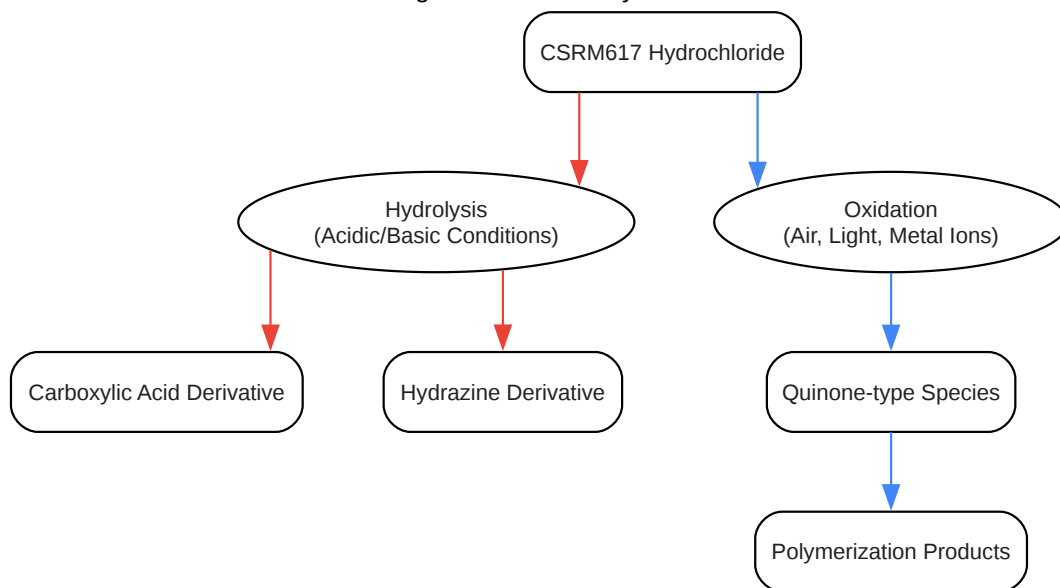 CSRM617 Hydrochloride
Hydrolysis
(Acidic/Basic Conditions)
Oxidation
(Air, Light, Metal Ions)
Carboxylic Acid Derivative
Hydrazine Derivative
Quinone-type Species
Polymerization Products